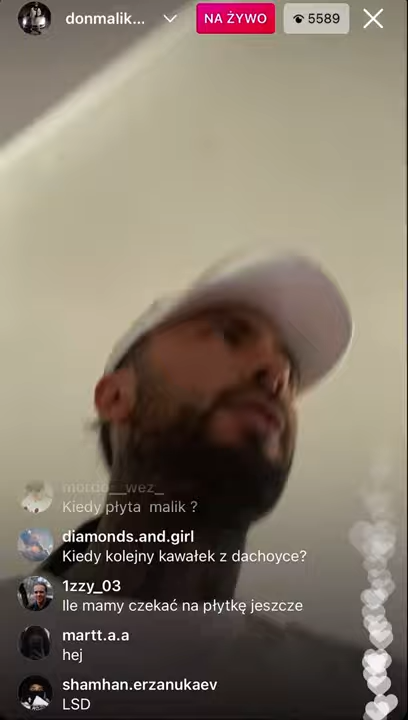 donmalik...
NA ŻYWO
5589
mordo__wez_
Kiedy płyta malik ?
diamonds.and.girl
Kiedy kolejny kawałek z dachoyce?
1zzy_03
Ile mamy czekać na płytkę jeszcze
martt.a.a
hej
shamhan.erzanukaev
LSD